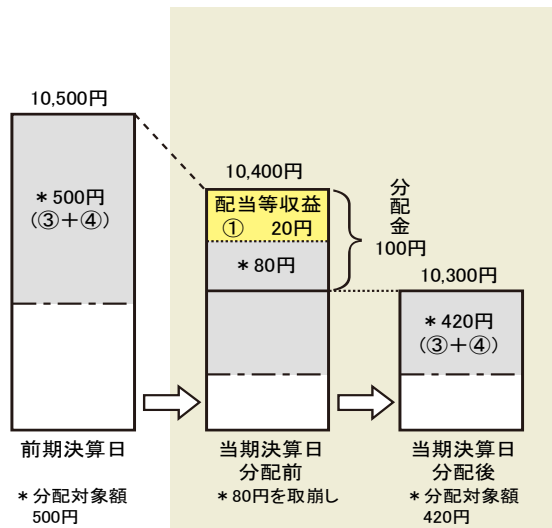 10,500円
＊500円
（③＋④）
前期決算日
＊分配対象額
500円
10,400円
配当等収益
① 20円
＊80円
分配金
100円
当期決算日
分配前
＊80円を取崩し
10,300円
＊420円
（③＋④）
当期決算日
分配後
＊分配対象額
420円